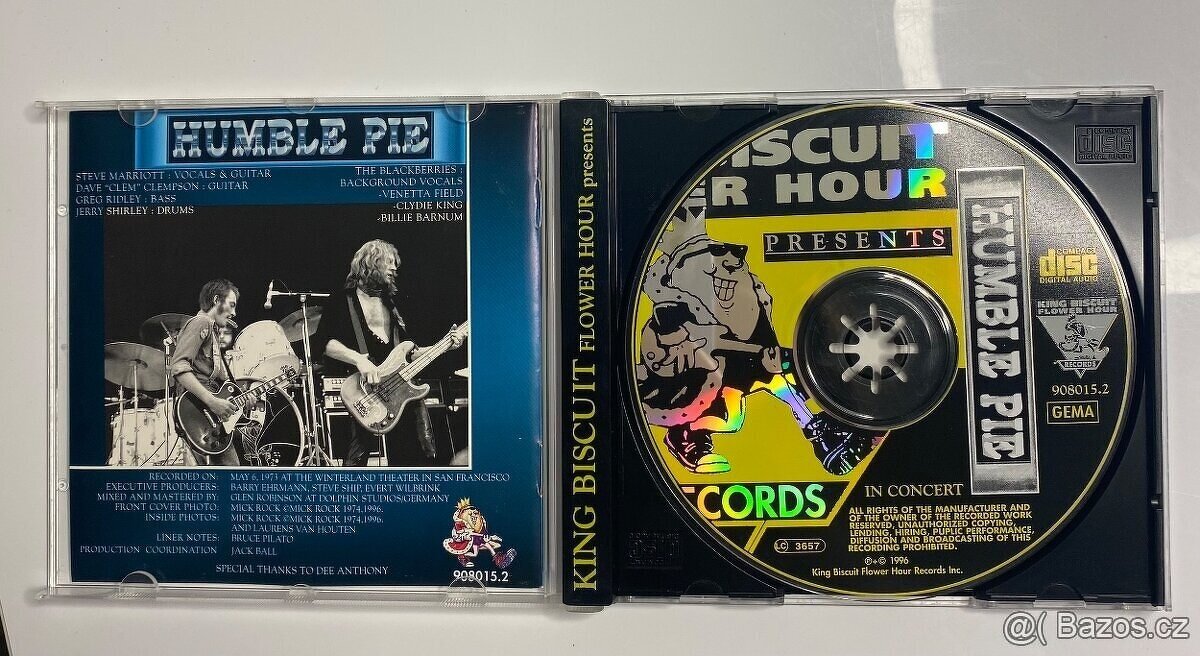 HUMBLE PIE
STEVE MARRIOTT : VOCALS & GUITAR
DAVE "CLEM" CLEMPSON : GUITAR
GREG RIDLEY : BASS
JERRY SHIRLEY : DRUMS
THE BLACKBERRIES :
BACKGROUND VOCALS
-VENETTA FIELD
-CLYDIE KING
-BILLIE BARNUM
RECORDED ON: MAY 6, 1973 AT THE WINTERLAND THEATER IN SAN FRANCISCO
EXECUTIVE PRODUCERS: BARRY EHRMANN, STEVE SHIP, EVERT WILBRINK
MIXED AND MASTERED BY: GLEN ROBINSON AT DOLPHIN STUDIOS/GERMANY
FRONT COVER PHOTO: MICK ROCK ©MICK ROCK 1974,1996.
INSIDE PHOTOS: MICK ROCK ©MICK ROCK 1974,1996.
AND LAURENS VAN HOUTEN
LINER NOTES: BRUCE PILATO
PRODUCTION COORDINATION JACK BALL
SPECIAL THANKS TO DEE ANTHONY
908015.2
KING BISCUIT FLOWER HOUR presents
ISCUIT
ER HOUR
PRESENTS
CORDS
HUMBLE PIE
IN CONCERT
COMPACT
disc
DIGITAL AUDIO
KING BISCUIT
FLOWER HOUR
RECORDS
908015.2
GEMA
ALL RIGHTS OF THE MANUFACTURER AND
OF THE OWNER OF THE RECORDED WORK
RESERVED, UNAUTHORIZED COPYING,
LENDING, HIRING, PUPLIC PERFORMANCE,
DIFFUSION AND BROADCASTING OF THIS
RECORDING PROHIBITED.
LC 3657
℗+© 1996
King Biscuit Flower Hour Records Inc.
COMPACT
disc
DIGITAL AUDIO
@( Bazos.cz